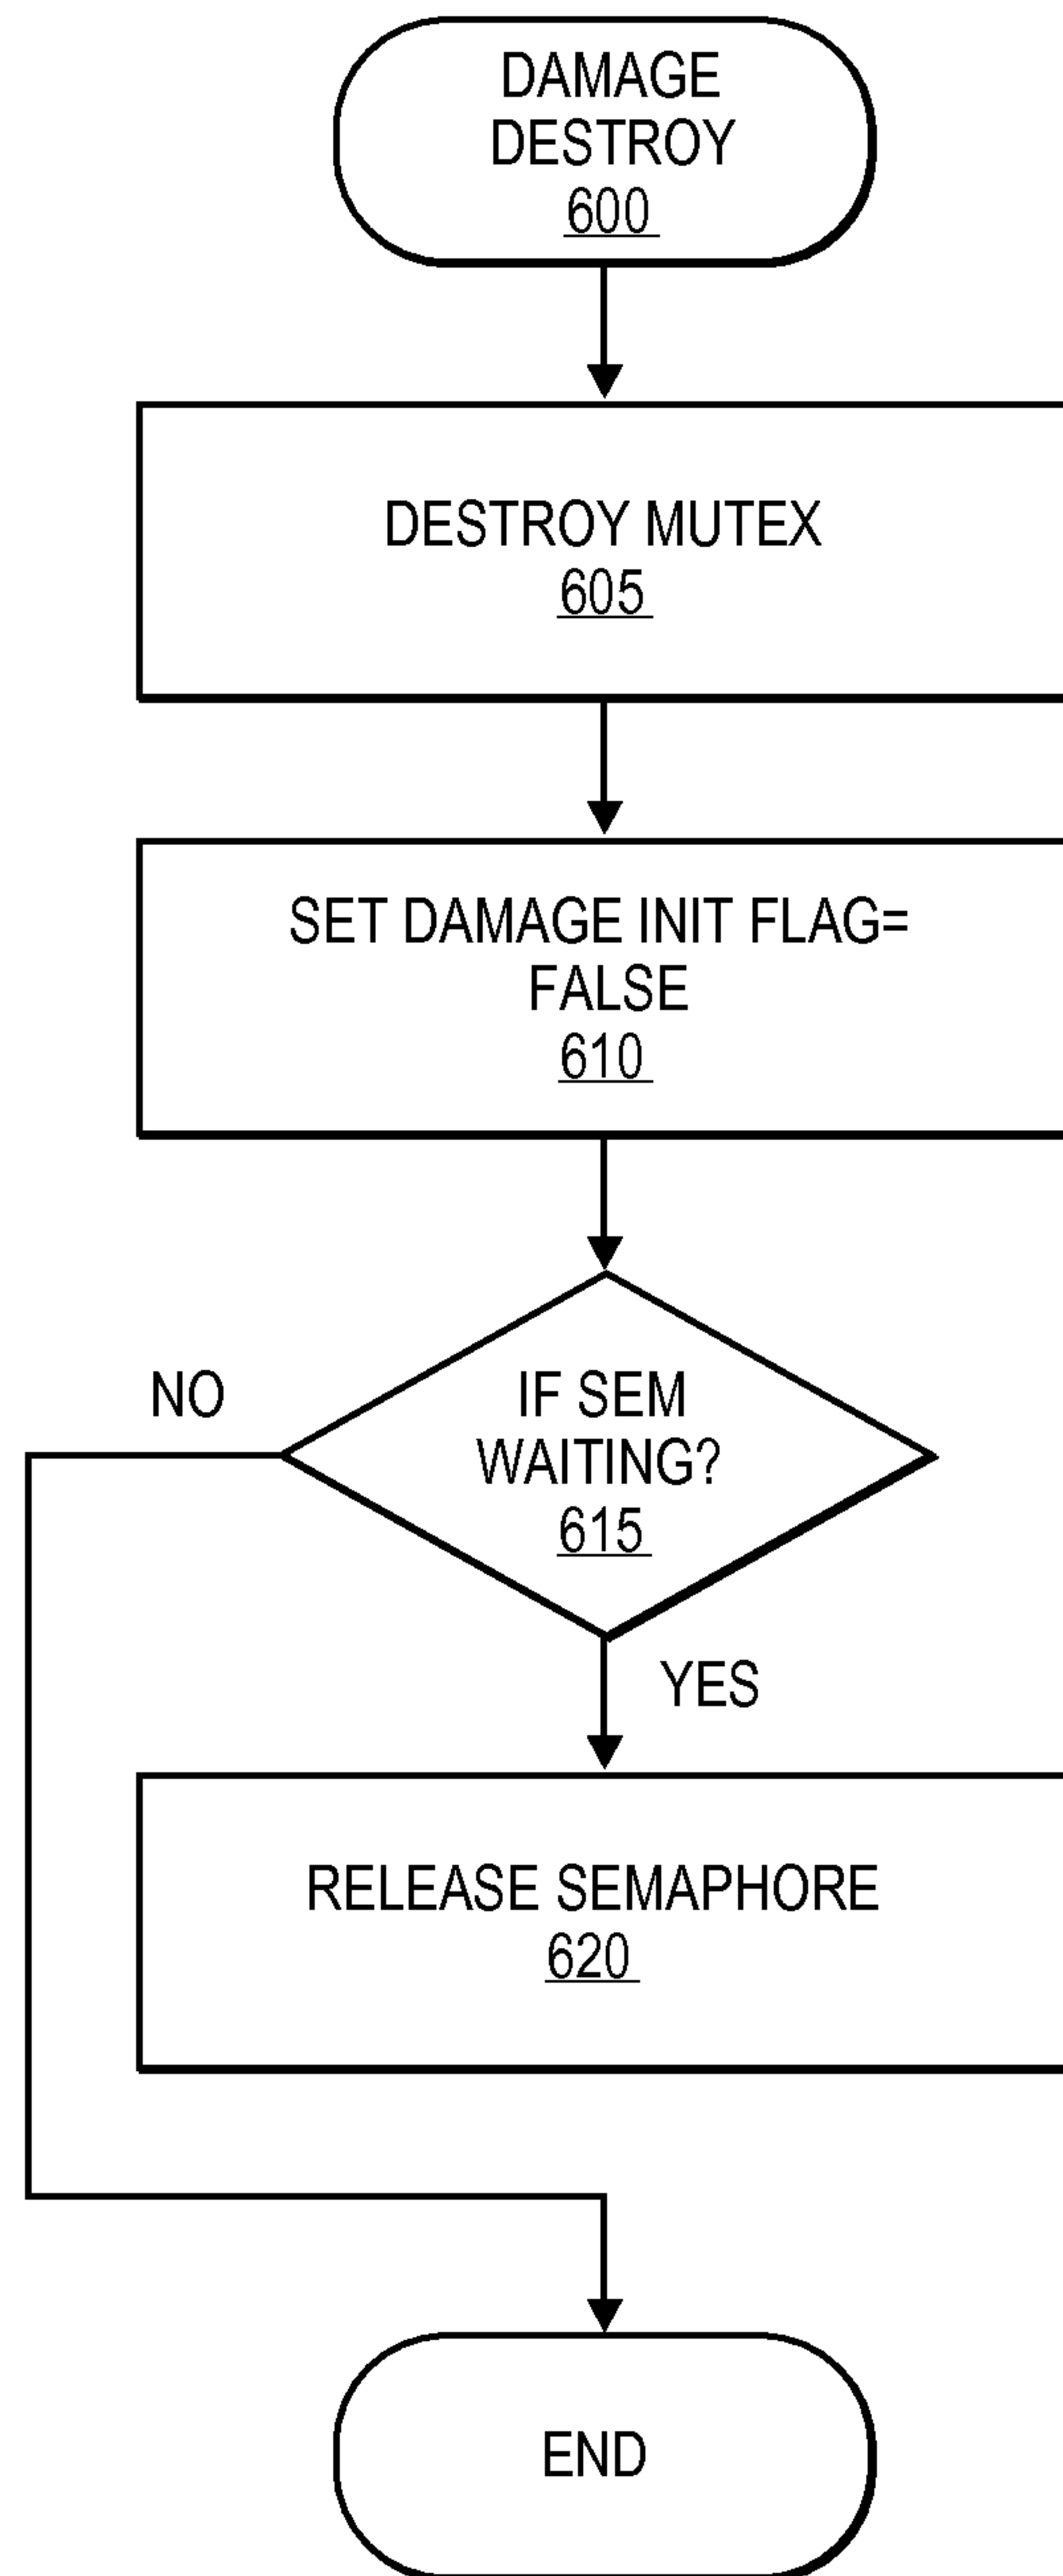 DAMAGE
DESTROY
600
DESTROY MUTEX
605
SET DAMAGE INIT FLAG=
FALSE
610
NO
IF SEM
WAITING?
615
YES
RELEASE SEMAPHORE
620
END